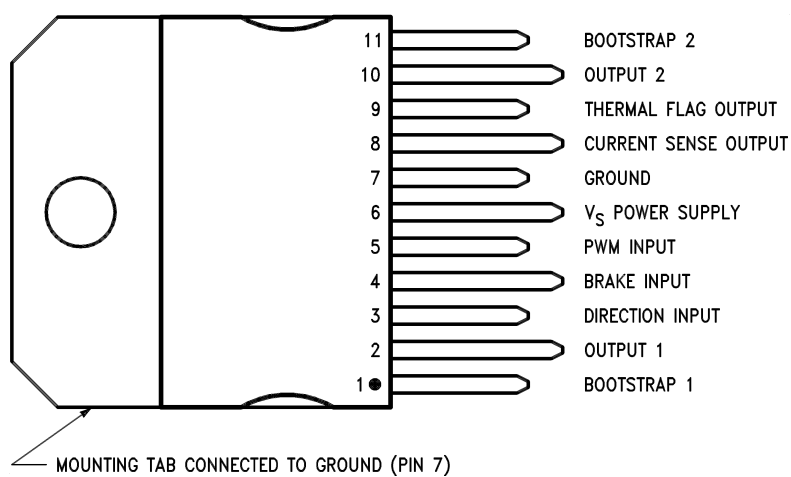 11 BOOTSTRAP 2
10 OUTPUT 2
9 THERMAL FLAG OUTPUT
8 CURRENT SENSE OUTPUT
7 GROUND
6 VS POWER SUPPLY
5 PWM INPUT
4 BRAKE INPUT
3 DIRECTION INPUT
2 OUTPUT 1
1 BOOTSTRAP 1
MOUNTING TAB CONNECTED TO GROUND (PIN 7)